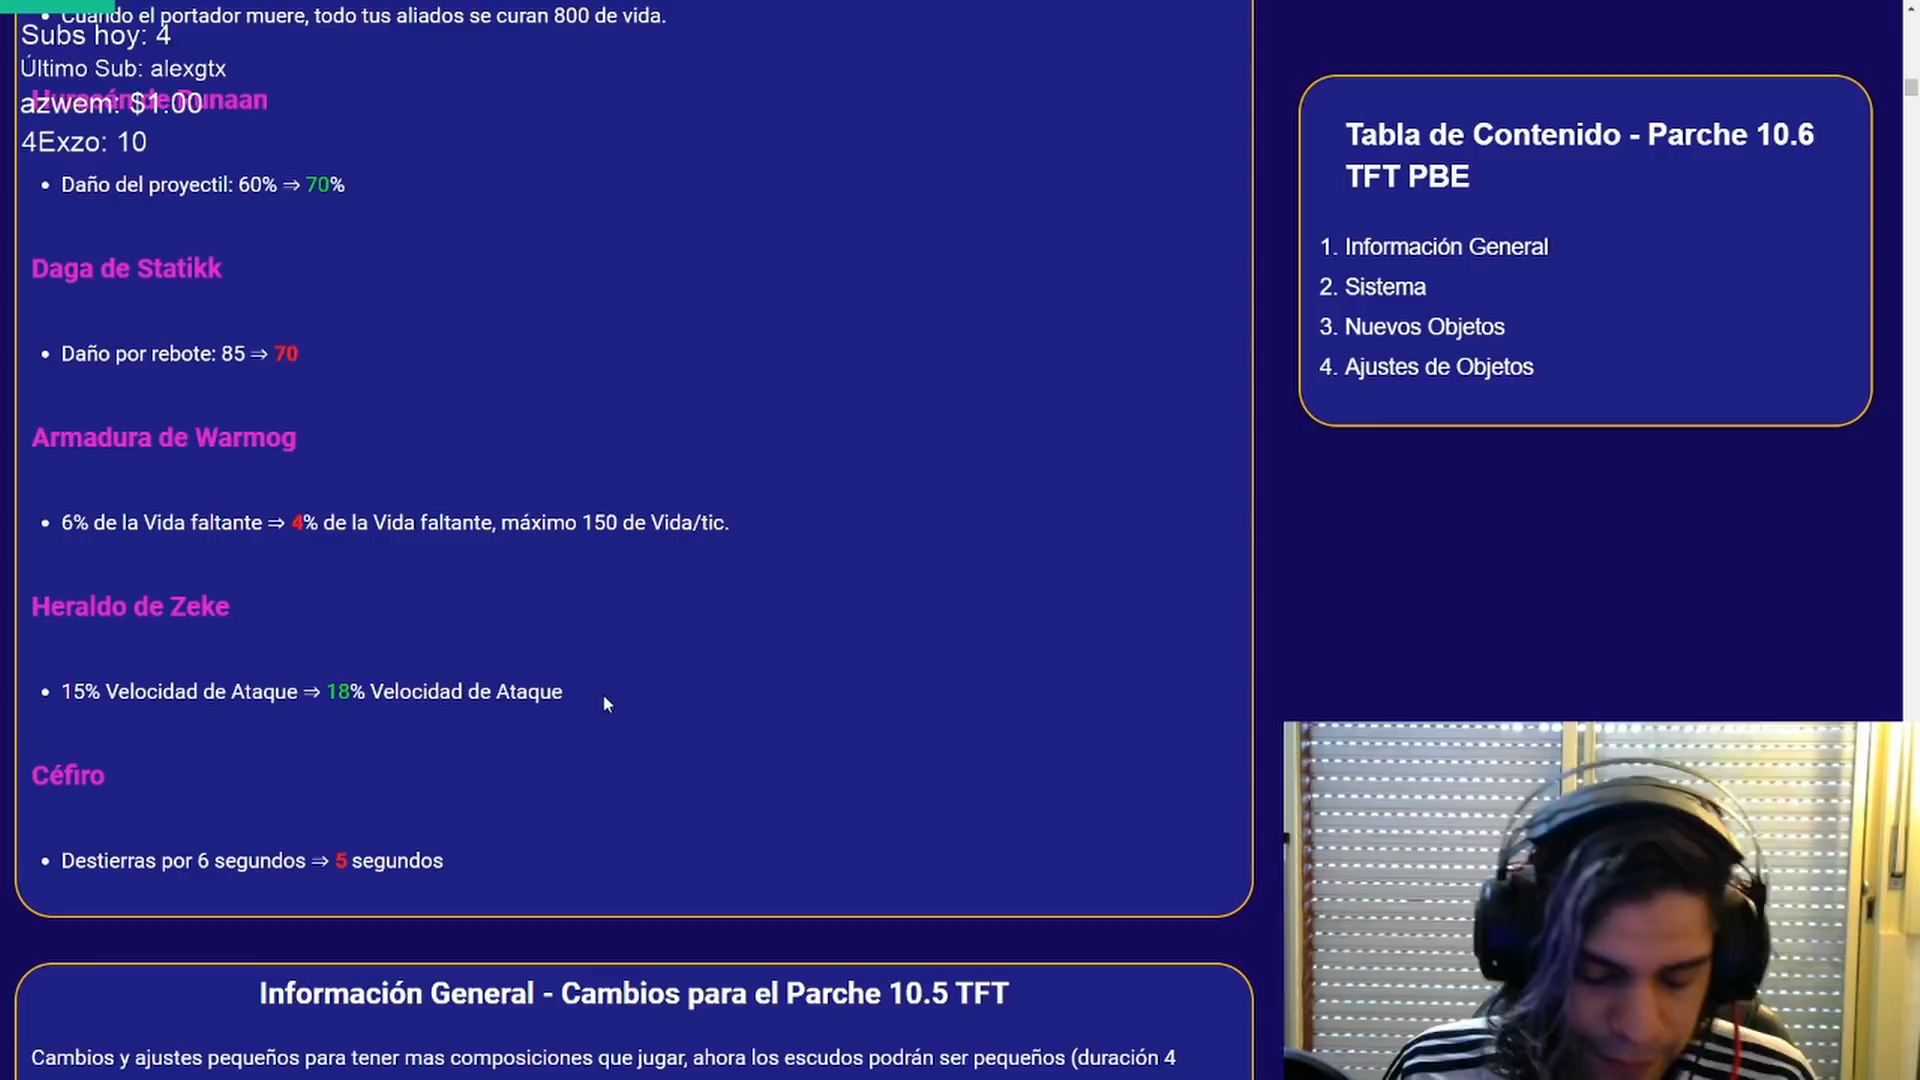 Cuando el portador muere, todo tus aliados se curan 800 de vida.
Subs hoy: 4
Último Sub: alexgtx
Huracán de Runaan
azwem: $1.00
4Exzo: 10
Daño del proyectil: 60% ⇒ 70%
Daga de Statikk
Daño por rebote: 85 ⇒ 70
Armadura de Warmog
6% de la Vida faltante ⇒ 4% de la Vida faltante, máximo 150 de Vida/tic.
Heraldo de Zeke
15% Velocidad de Ataque ⇒ 18% Velocidad de Ataque
Céfiro
Destierras por 6 segundos ⇒ 5 segundos
Información General - Cambios para el Parche 10.5 TFT
Cambios y ajustes pequeños para tener mas composiciones que jugar, ahora los escudos podrán ser pequeños (duración 4
Tabla de Contenido - Parche 10.6
TFT PBE
1. Información General
2. Sistema
3. Nuevos Objetos
4. Ajustes de Objetos